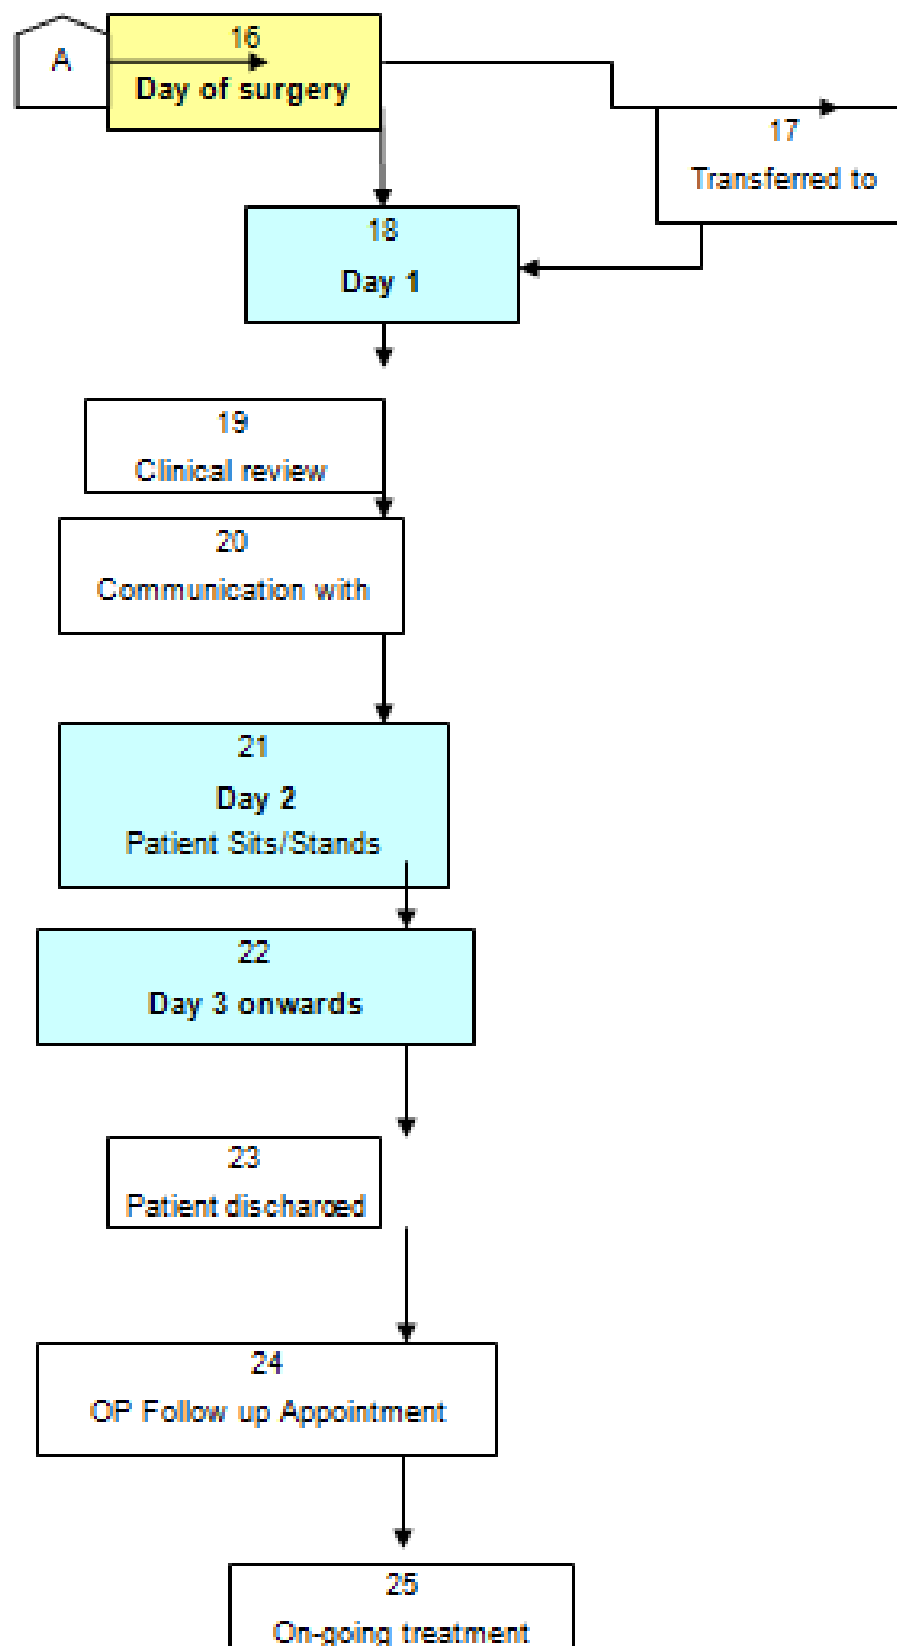 A
16
Day of surgery
17
Transferred to
18
Day 1
19
Clinical review
20
Communication with
21
Day 2
Patient Sits/Stands
22
Day 3 onwards
23
Patient discharged
24
OP Follow up Appointment
25
On-going treatment